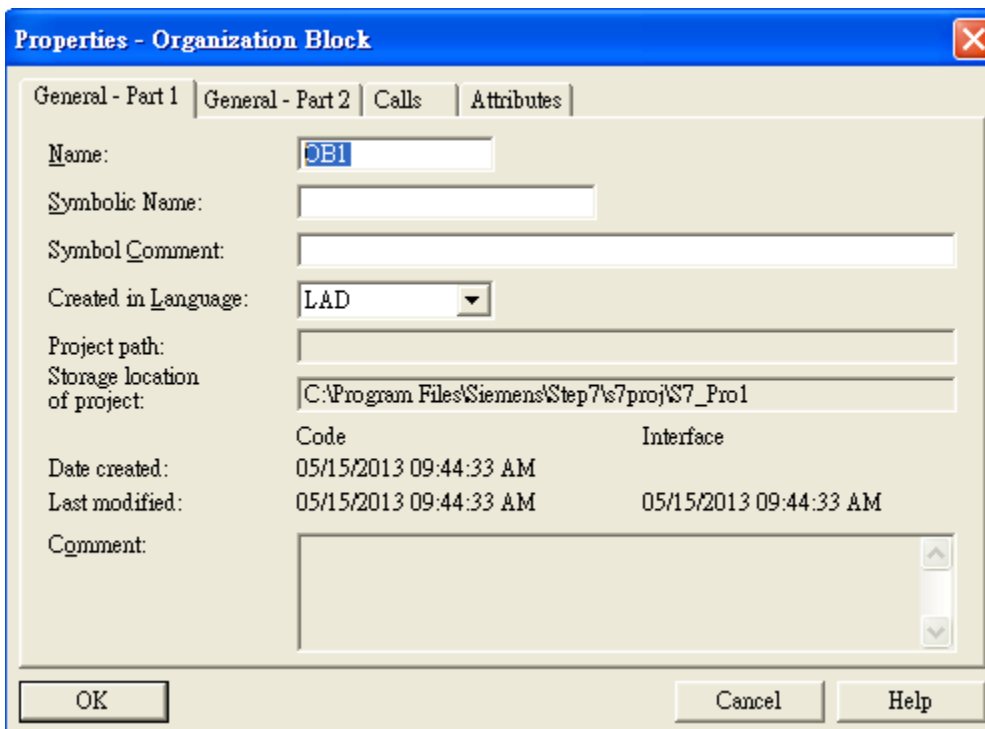 Properties - Organization Block
General - Part 1 General - Part 2 Calls Attributes
Name: OB1
Symbolic Name:
Symbol Comment:
Created in Language: LAD
Project path:
Storage location
of project: C:\Program Files\Siemens\Step7\s7proj\S7_Pro1
Code Interface
Date created: 05/15/2013 09:44:33 AM
Last modified: 05/15/2013 09:44:33 AM 05/15/2013 09:44:33 AM
Comment:
OK Cancel Help